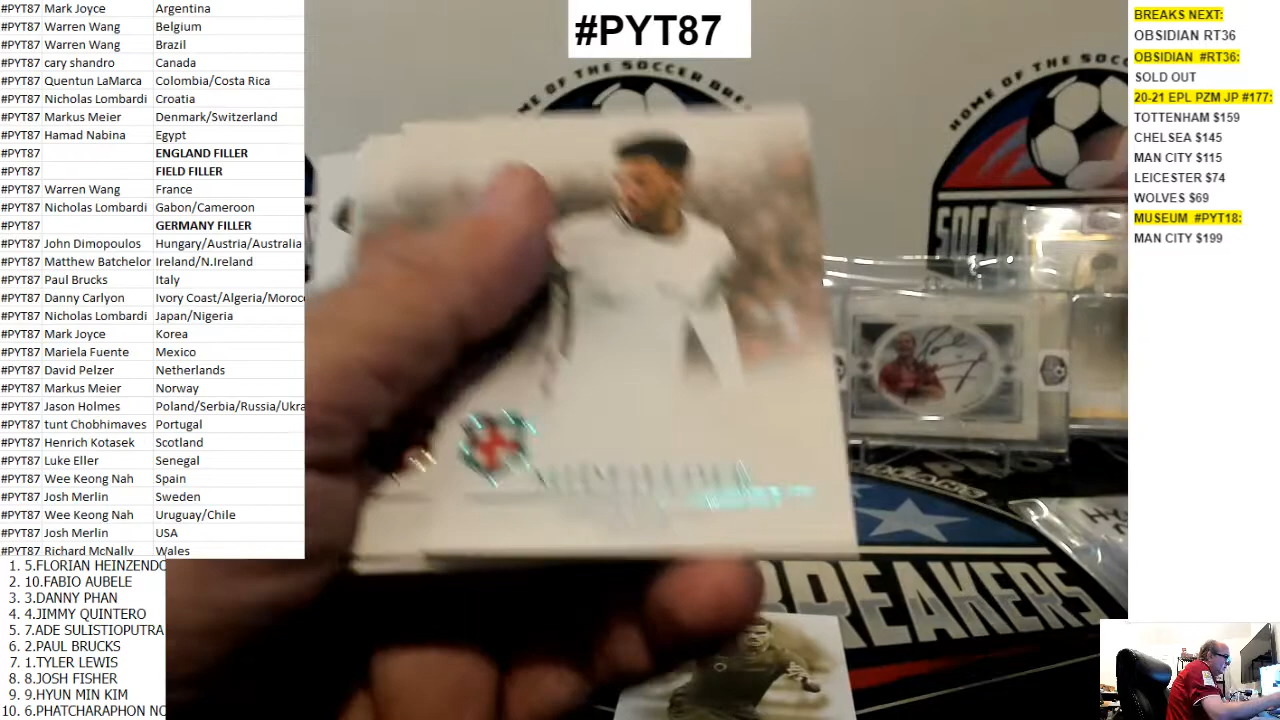 #PYT87 Mark Joyce Argentina
#PYT87 Warren Wang Belgium
#PYT87 Warren Wang Brazil
#PYT87 cary shandro Canada
#PYT87 Quentun LaMarca Colombia/Costa Rica
#PYT87 Nicholas Lombardi Croatia
#PYT87 Markus Meier Denmark/Switzerland
#PYT87 Hamad Nabina Egypt
#PYT87 ENGLAND FILLER
#PYT87 FIELD FILLER
#PYT87 Warren Wang France
#PYT87 Nicholas Lombardi Gabon/Cameroon
#PYT87 GERMANY FILLER
#PYT87 John Dimopoulos Hungary/Austria/Australia
#PYT87 Matthew Batchelor Ireland/N.Ireland
#PYT87 Paul Brucks Italy
#PYT87 Danny Carlyon Ivory Coast/Algeria/Moroc
#PYT87 Nicholas Lombardi Japan/Nigeria
#PYT87 Mark Joyce Korea
#PYT87 Mariela Fuente Mexico
#PYT87 David Pelzer Netherlands
#PYT87 Markus Meier Norway
#PYT87 Jason Holmes Poland/Serbia/Russia/Ukra
#PYT87 tunt Chobhimaves Portugal
#PYT87 Henrich Kotasek Scotland
#PYT87 Luke Eller Senegal
#PYT87 Wee Keong Nah Spain
#PYT87 Josh Merlin Sweden
#PYT87 Wee Keong Nah Uruguay/Chile
#PYT87 Josh Merlin USA
#PYT87 Richard McNally Wales
1. 5.FLORIAN HEINZENDO
2. 10.FABIO AUBELE
3. 3.DANNY PHAN
4. 4.JIMMY QUINTERO
5. 7.ADE SULISTIOPUTRA
6. 2.PAUL BRUCKS
7. 1.TYLER LEWIS
8. 8.JOSH FISHER
9. 9.HYUN MIN KIM
10. 6.PHATCHARAPHON NO
#PYT87
HOME OF THE SOCCER
HOME OF THE SOCCER
BREAKERS
BREAKS NEXT:
OBSIDIAN RT36
OBSIDIAN #RT36:
SOLD OUT
20-21 EPL PZM JP #177:
TOTTENHAM $159
CHELSEA $145
MAN CITY $115
LEICESTER $74
WOLVES $69
MUSEUM #PYT18:
MAN CITY $199